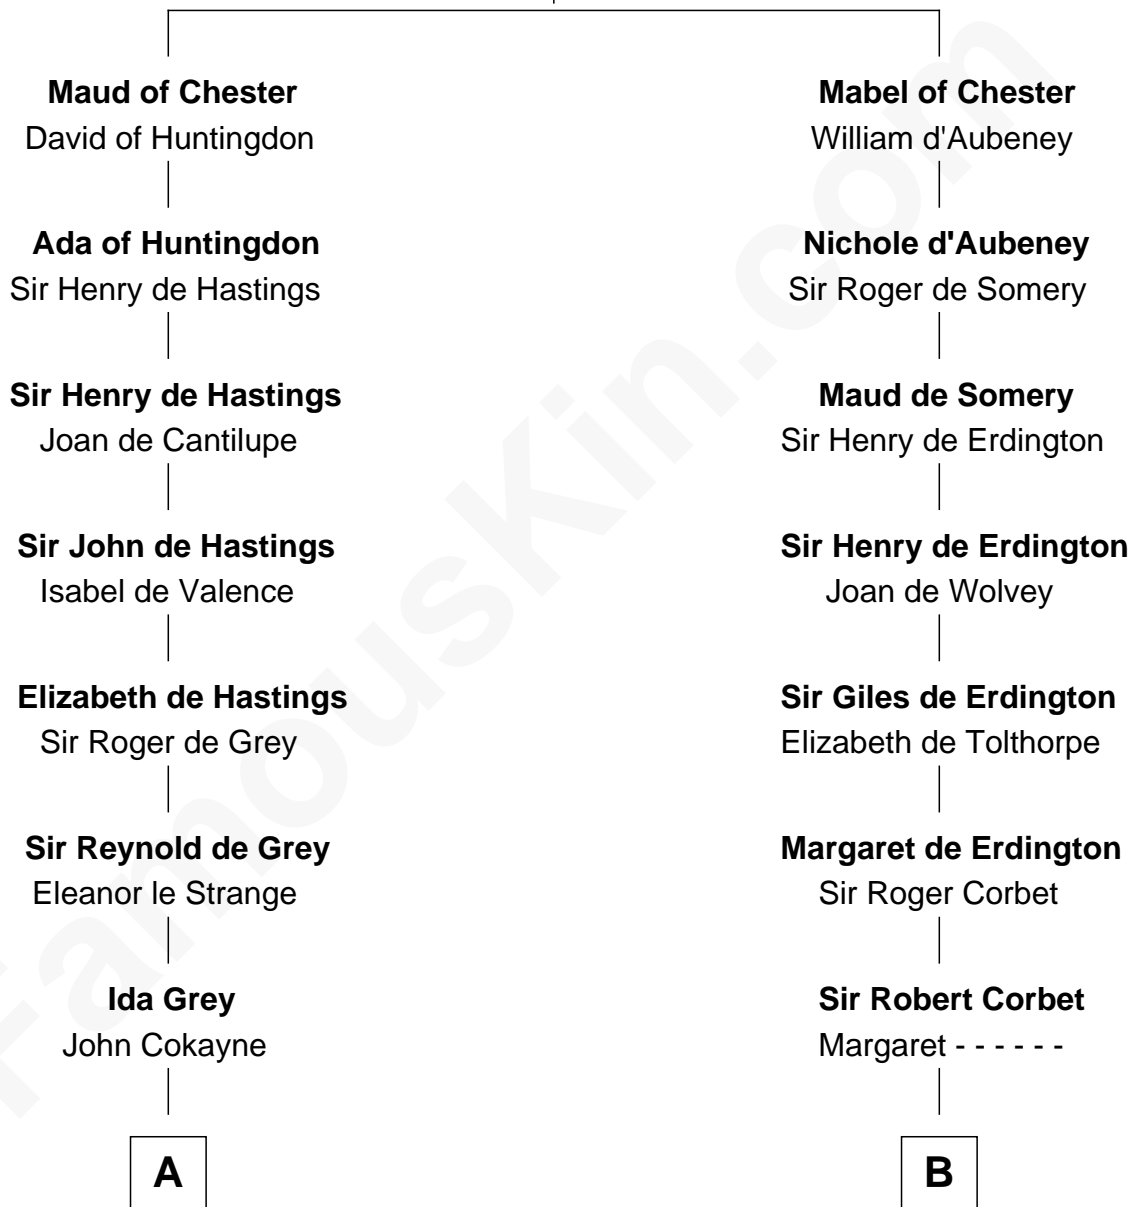 Maud of Chester
David of Huntingdon
Ada of Huntingdon
Sir Henry de Hastings
Sir Henry de Hastings
Joan de Cantilupe
Sir John de Hastings
Isabel de Valence
Elizabeth de Hastings
Sir Roger de Grey
Sir Reynold de Grey
Eleanor le Strange
Ida Grey
John Cokayne
A
Mabel of Chester
William d'Aubeney
Nichole d'Aubeney
Sir Roger de Somery
Maud de Somery
Sir Henry de Erdington
Sir Henry de Erdington
Joan de Wolvey
Sir Giles de Erdington
Elizabeth de Tolthorpe
Margaret de Erdington
Sir Roger Corbet
Sir Robert Corbet
Margaret - - - - - -
B
FamousKin.com